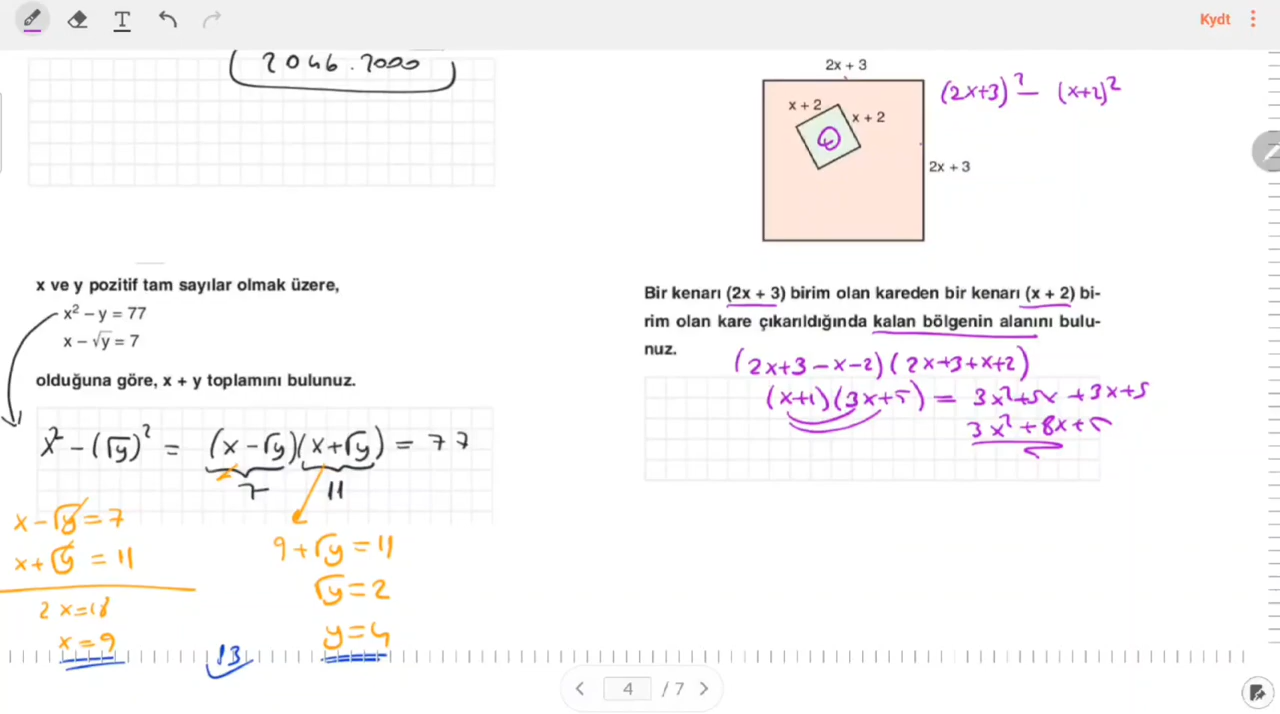 Kydt
2046.2000
x ve y pozitif tam sayılar olmak üzere,
x² – y = 77
x – √y = 7
olduğuna göre, x + y toplamını bulunuz.
x² – (√y)² = (x – √y)(x + √y) = 77
7 11
x – √y = 7
x + √y = 11
2x = 18
x = 9
9 + √y = 11
√y = 2
y = 4
13
2x + 3
(2x+3)² – (x+2)²
x + 2
x + 2
2x + 3
Bir kenarı (2x + 3) birim olan kareden bir kenarı (x + 2) bi-
rim olan kare çıkarıldığında kalan bölgenin alanını bulu-
nuz.
(2x+3–x–2)(2x+3+x+2)
(x+1)(3x+5) = 3x²+5x+3x+5
3x²+8x+5
4 / 7